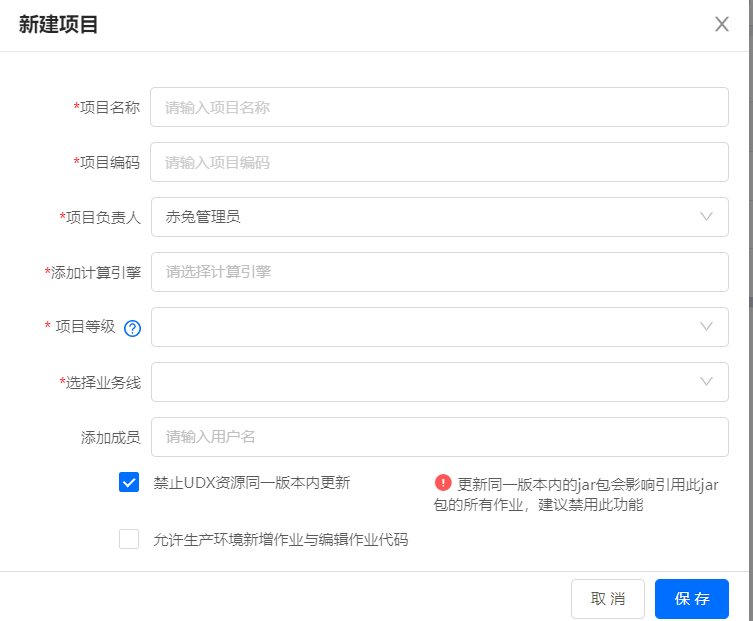 新建项目
*项目名称 请输入项目名称
*项目编码 请输入项目编码
*项目负责人 赤兔管理员
*添加计算引擎 请选择计算引擎
* 项目等级 ?
*选择业务线
添加成员 请输入用户名
禁止UDX资源同一版本内更新 更新同一版本内的jar包会影响引用此jar
包的所有作业，建议禁用此功能
允许生产环境新增作业与编辑作业代码
取 消 保 存